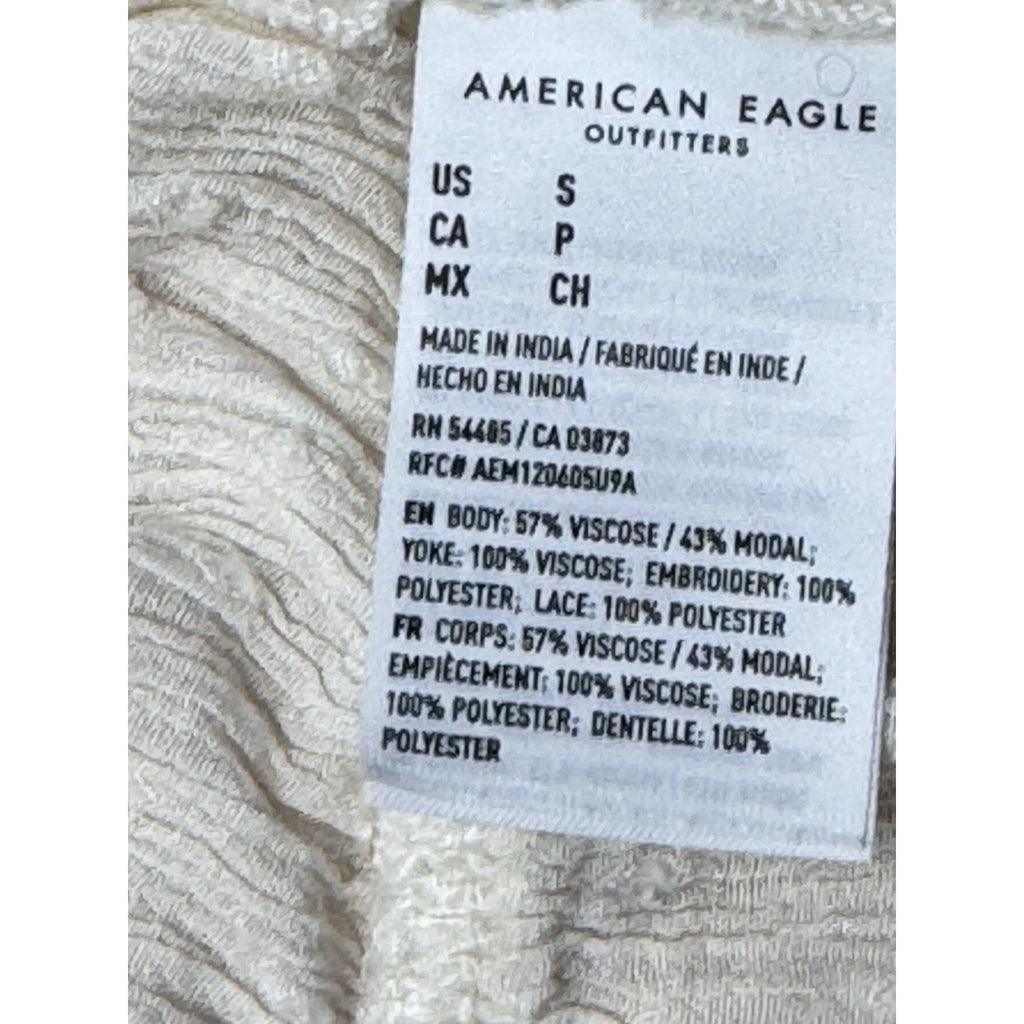 AMERICAN EAGLE
OUTFITTERS
US S
CA P
MX CH
MADE IN INDIA / FABRIQUÉ EN INDE /
HECHO EN INDIA
RN 54485 / CA 03873
RFC# AEM120605U9A
EN BODY: 57% VISCOSE / 43% MODAL;
YOKE: 100% VISCOSE; EMBROIDERY: 100%
POLYESTER; LACE: 100% POLYESTER
FR CORPS: 57% VISCOSE / 43% MODAL;
EMPIÈCEMENT: 100% VISCOSE; BRODERIE:
100% POLYESTER; DENTELLE: 100%
POLYESTER